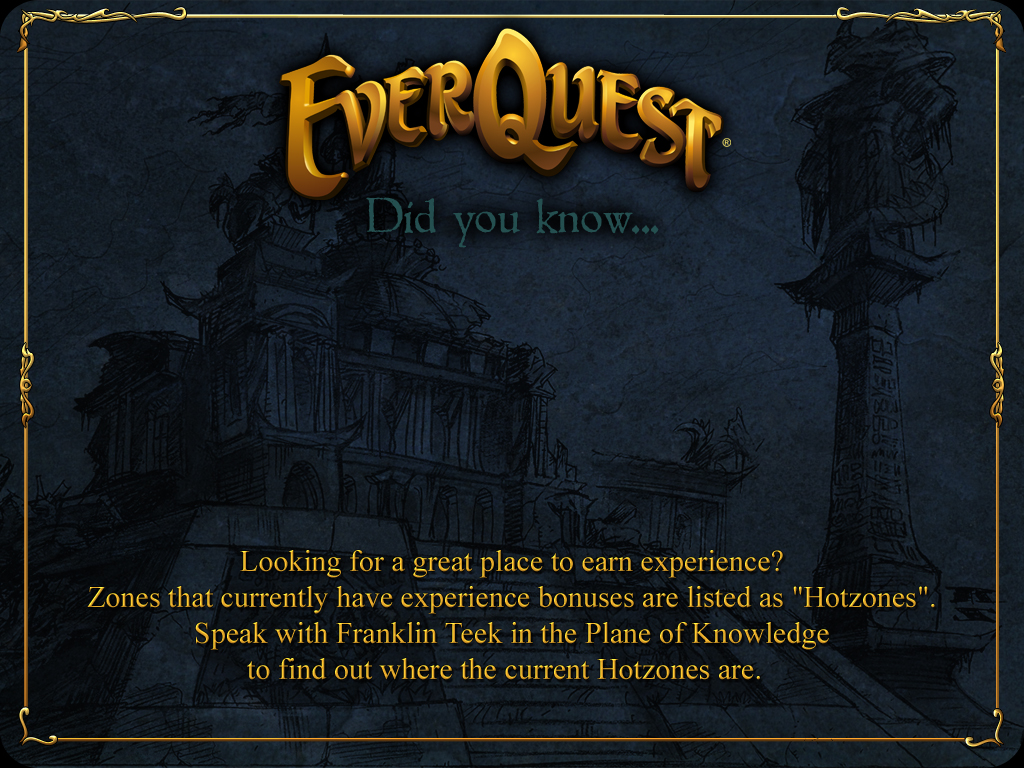 EverQuest®
Did you know...
Looking for a great place to earn experience?
Zones that currently have experience bonuses are listed as "Hotzones".
Speak with Franklin Teek in the Plane of Knowledge
to find out where the current Hotzones are.